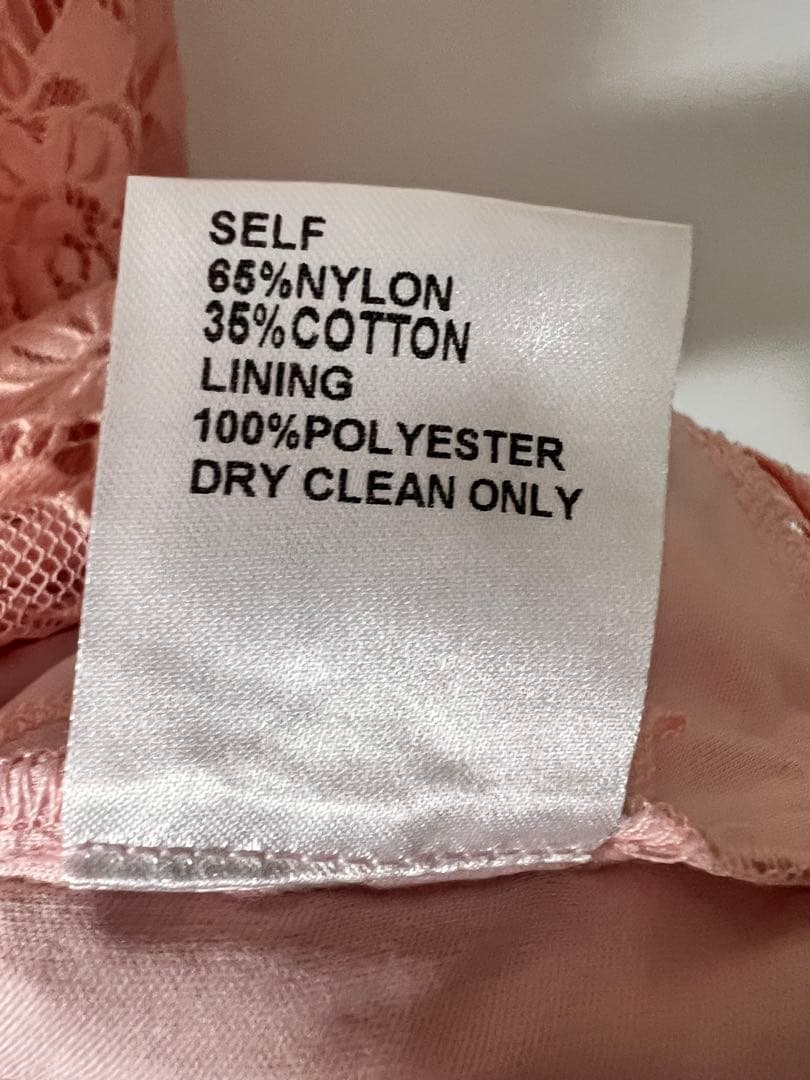 SELF
65%NYLON
35%COTTON
LINING
100%POLYESTER
DRY CLEAN ONLY